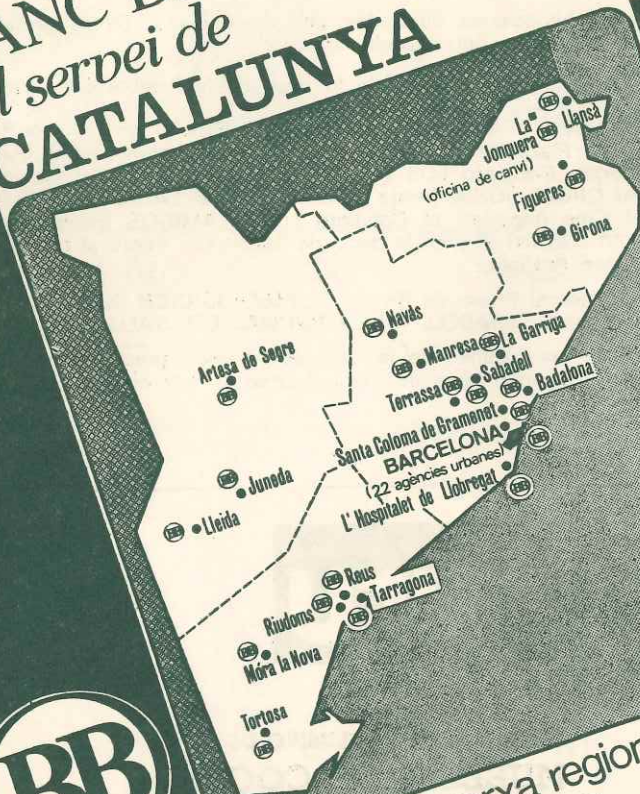 l servei de
CATALUNYA
La
Jonquera
(oficina de canvi)
Llansà
Figueres
Girona
Navàs
Artesa de Segre
Manresa
La Garriga
Terrassa
Sabadell
Badalona
Santa Coloma de Gramenet
BARCELONA
(22 agències urbanes)
L' Hospitalet de Llobregat
Juneda
Lleida
Reus
Tarragona
Riudoms
Móra la Nova
Tortosa
BB
regio